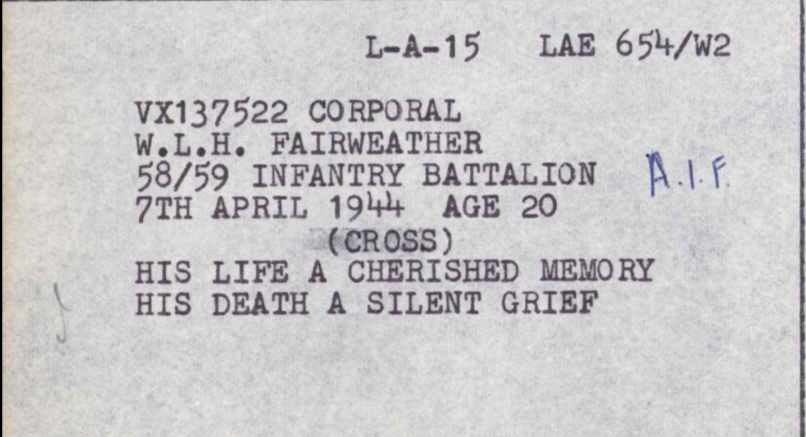 L-A-15 LAE 654/W2
VX137522 CORPORAL
W.L.H. FAIRWEATHER
58/59 INFANTRY BATTALION A.I.F.
7TH APRIL 1944 AGE 20
(CROSS)
HIS LIFE A CHERISHED MEMORY
HIS DEATH A SILENT GRIEF